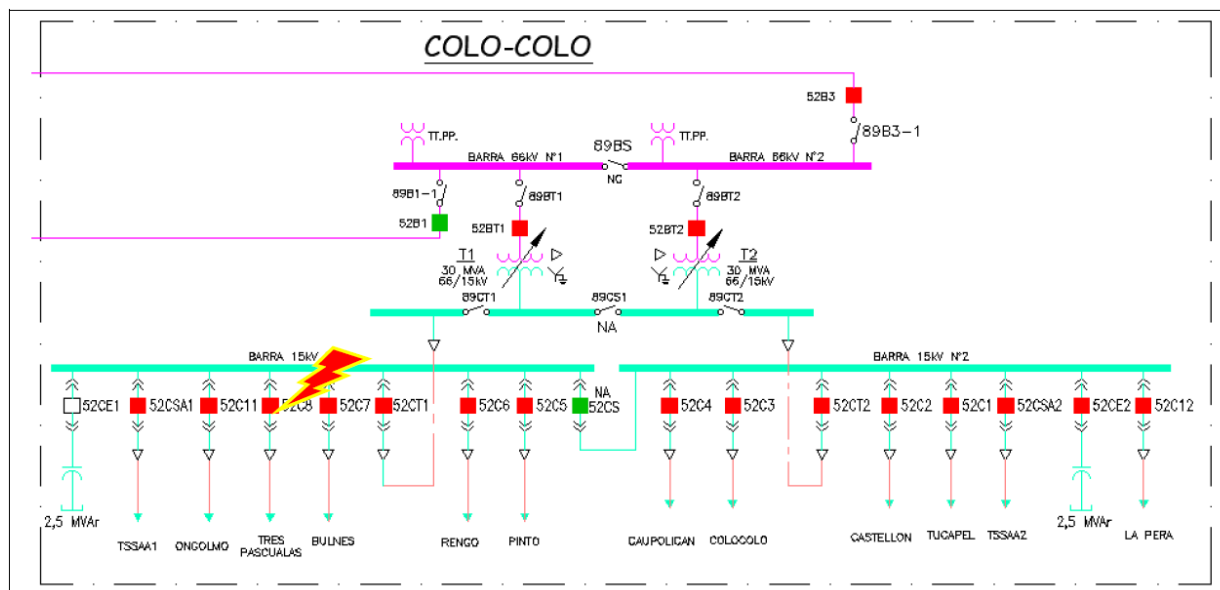 COLO-COLO
52B3
89B3-1
TT.PP.
TT.PP.
89BS
BARRA 66kV N°1
BARRA 66kV N°2
NC
89B1-1
89BT1
89BT2
52B1
52BT1
52BT2
T1
30 MVA
66/15kV
T2
30 MVA
66/15kV
89CT1
89CS1
89CT2
NA
BARRA 15kV
BARRA 15kV N°2
NA
52CE1
52CSA1
52C11
52C8
52C7
52CT1
52C6
52C5
52CS
52C4
52C3
52CT2
52C2
52C1
52CSA2
52CE2
52C12
2,5 MVAr
TSSAA1
ONGOLMO
TRES
PASCUALAS
BULNES
RENGO
PINTO
CAUPOLICAN
COLOCOLO
CASTELLON
TUCAPEL
TSSAA2
2,5 MVAr
LA PERA